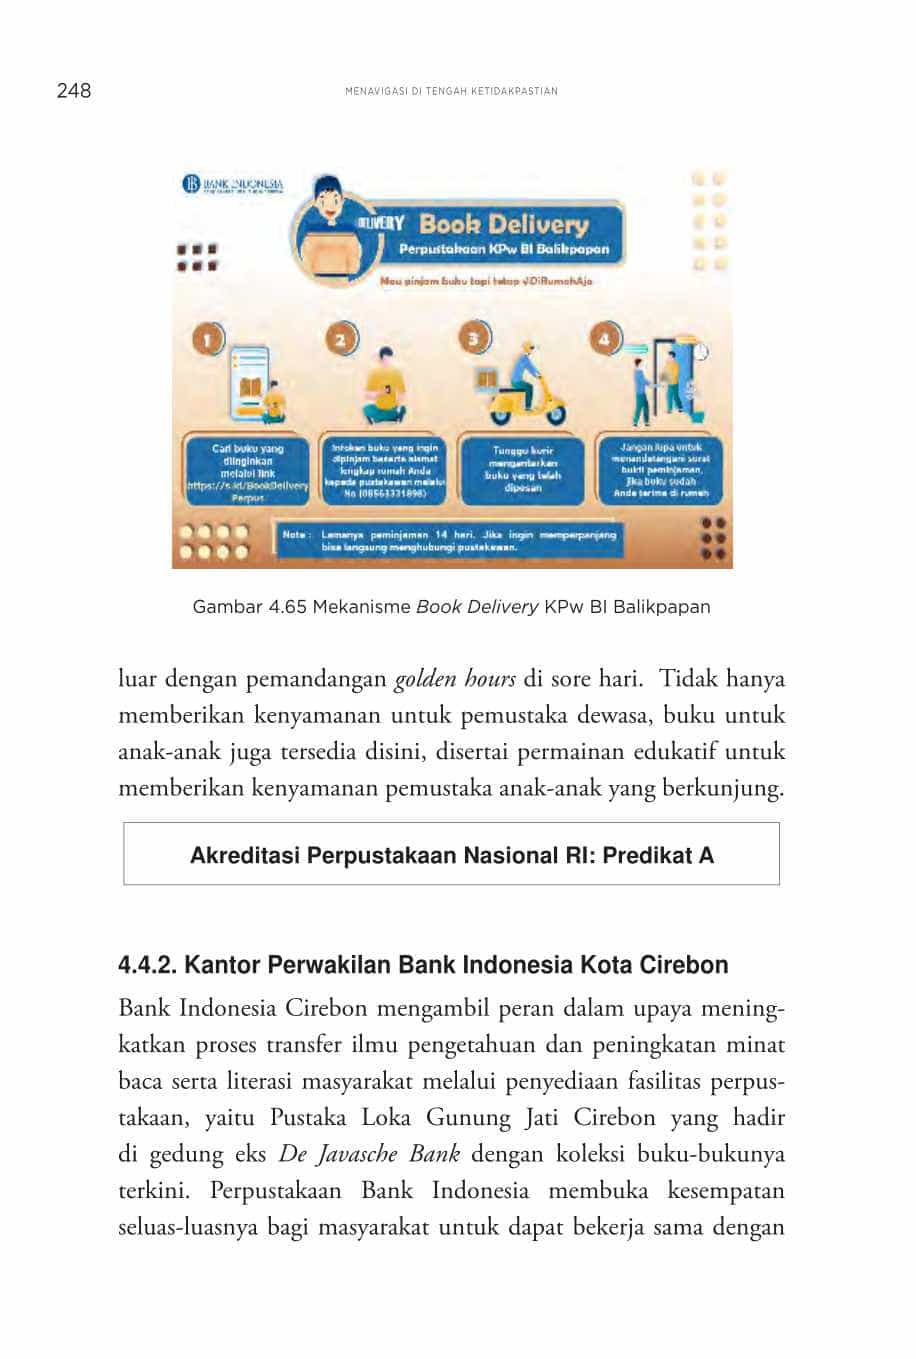 248
MENAVIGASI DI TENGAH KETIDAKPASTIAN
BANK INDONESIA
DELIVERY
Book Delivery
Perpustakaan KPw BI Balikpapan
Mau pinjam buku tapi tetap #DiRumahAja
1
2
3
4
Cari buku yang
diinginkan
melalui link
https://s.id/BookDelivery
Perpus
Infokan buku yang ingin
dipinjam beserta alamat
lengkap rumah Anda
kepada pustakawan melalui
No (08563331898)
Tunggu kurir
mengantarkan
buku yang telah
dipesan
Jangan lupa untuk
menandatangani surat
bukti peminjaman,
jika buku sudah
Anda terima di rumah
Note : Lamanya peminjaman 14 hari. Jika ingin memperpanjang
bisa langsung menghubungi pustakawan.
Gambar 4.65 Mekanisme Book Delivery KPw BI Balikpapan
luar dengan pemandangan golden hours di sore hari. Tidak hanya
memberikan kenyamanan untuk pemustaka dewasa, buku untuk
anak-anak juga tersedia disini, disertai permainan edukatif untuk
memberikan kenyamanan pemustaka anak-anak yang berkunjung.
Akreditasi Perpustakaan Nasional RI: Predikat A
4.4.2. Kantor Perwakilan Bank Indonesia Kota Cirebon
Bank Indonesia Cirebon mengambil peran dalam upaya mening-
katkan proses transfer ilmu pengetahuan dan peningkatan minat
baca serta literasi masyarakat melalui penyediaan fasilitas perpus-
takaan, yaitu Pustaka Loka Gunung Jati Cirebon yang hadir
di gedung eks De Javasche Bank dengan koleksi buku-bukunya
terkini. Perpustakaan Bank Indonesia membuka kesempatan
seluas-luasnya bagi masyarakat untuk dapat bekerja sama dengan